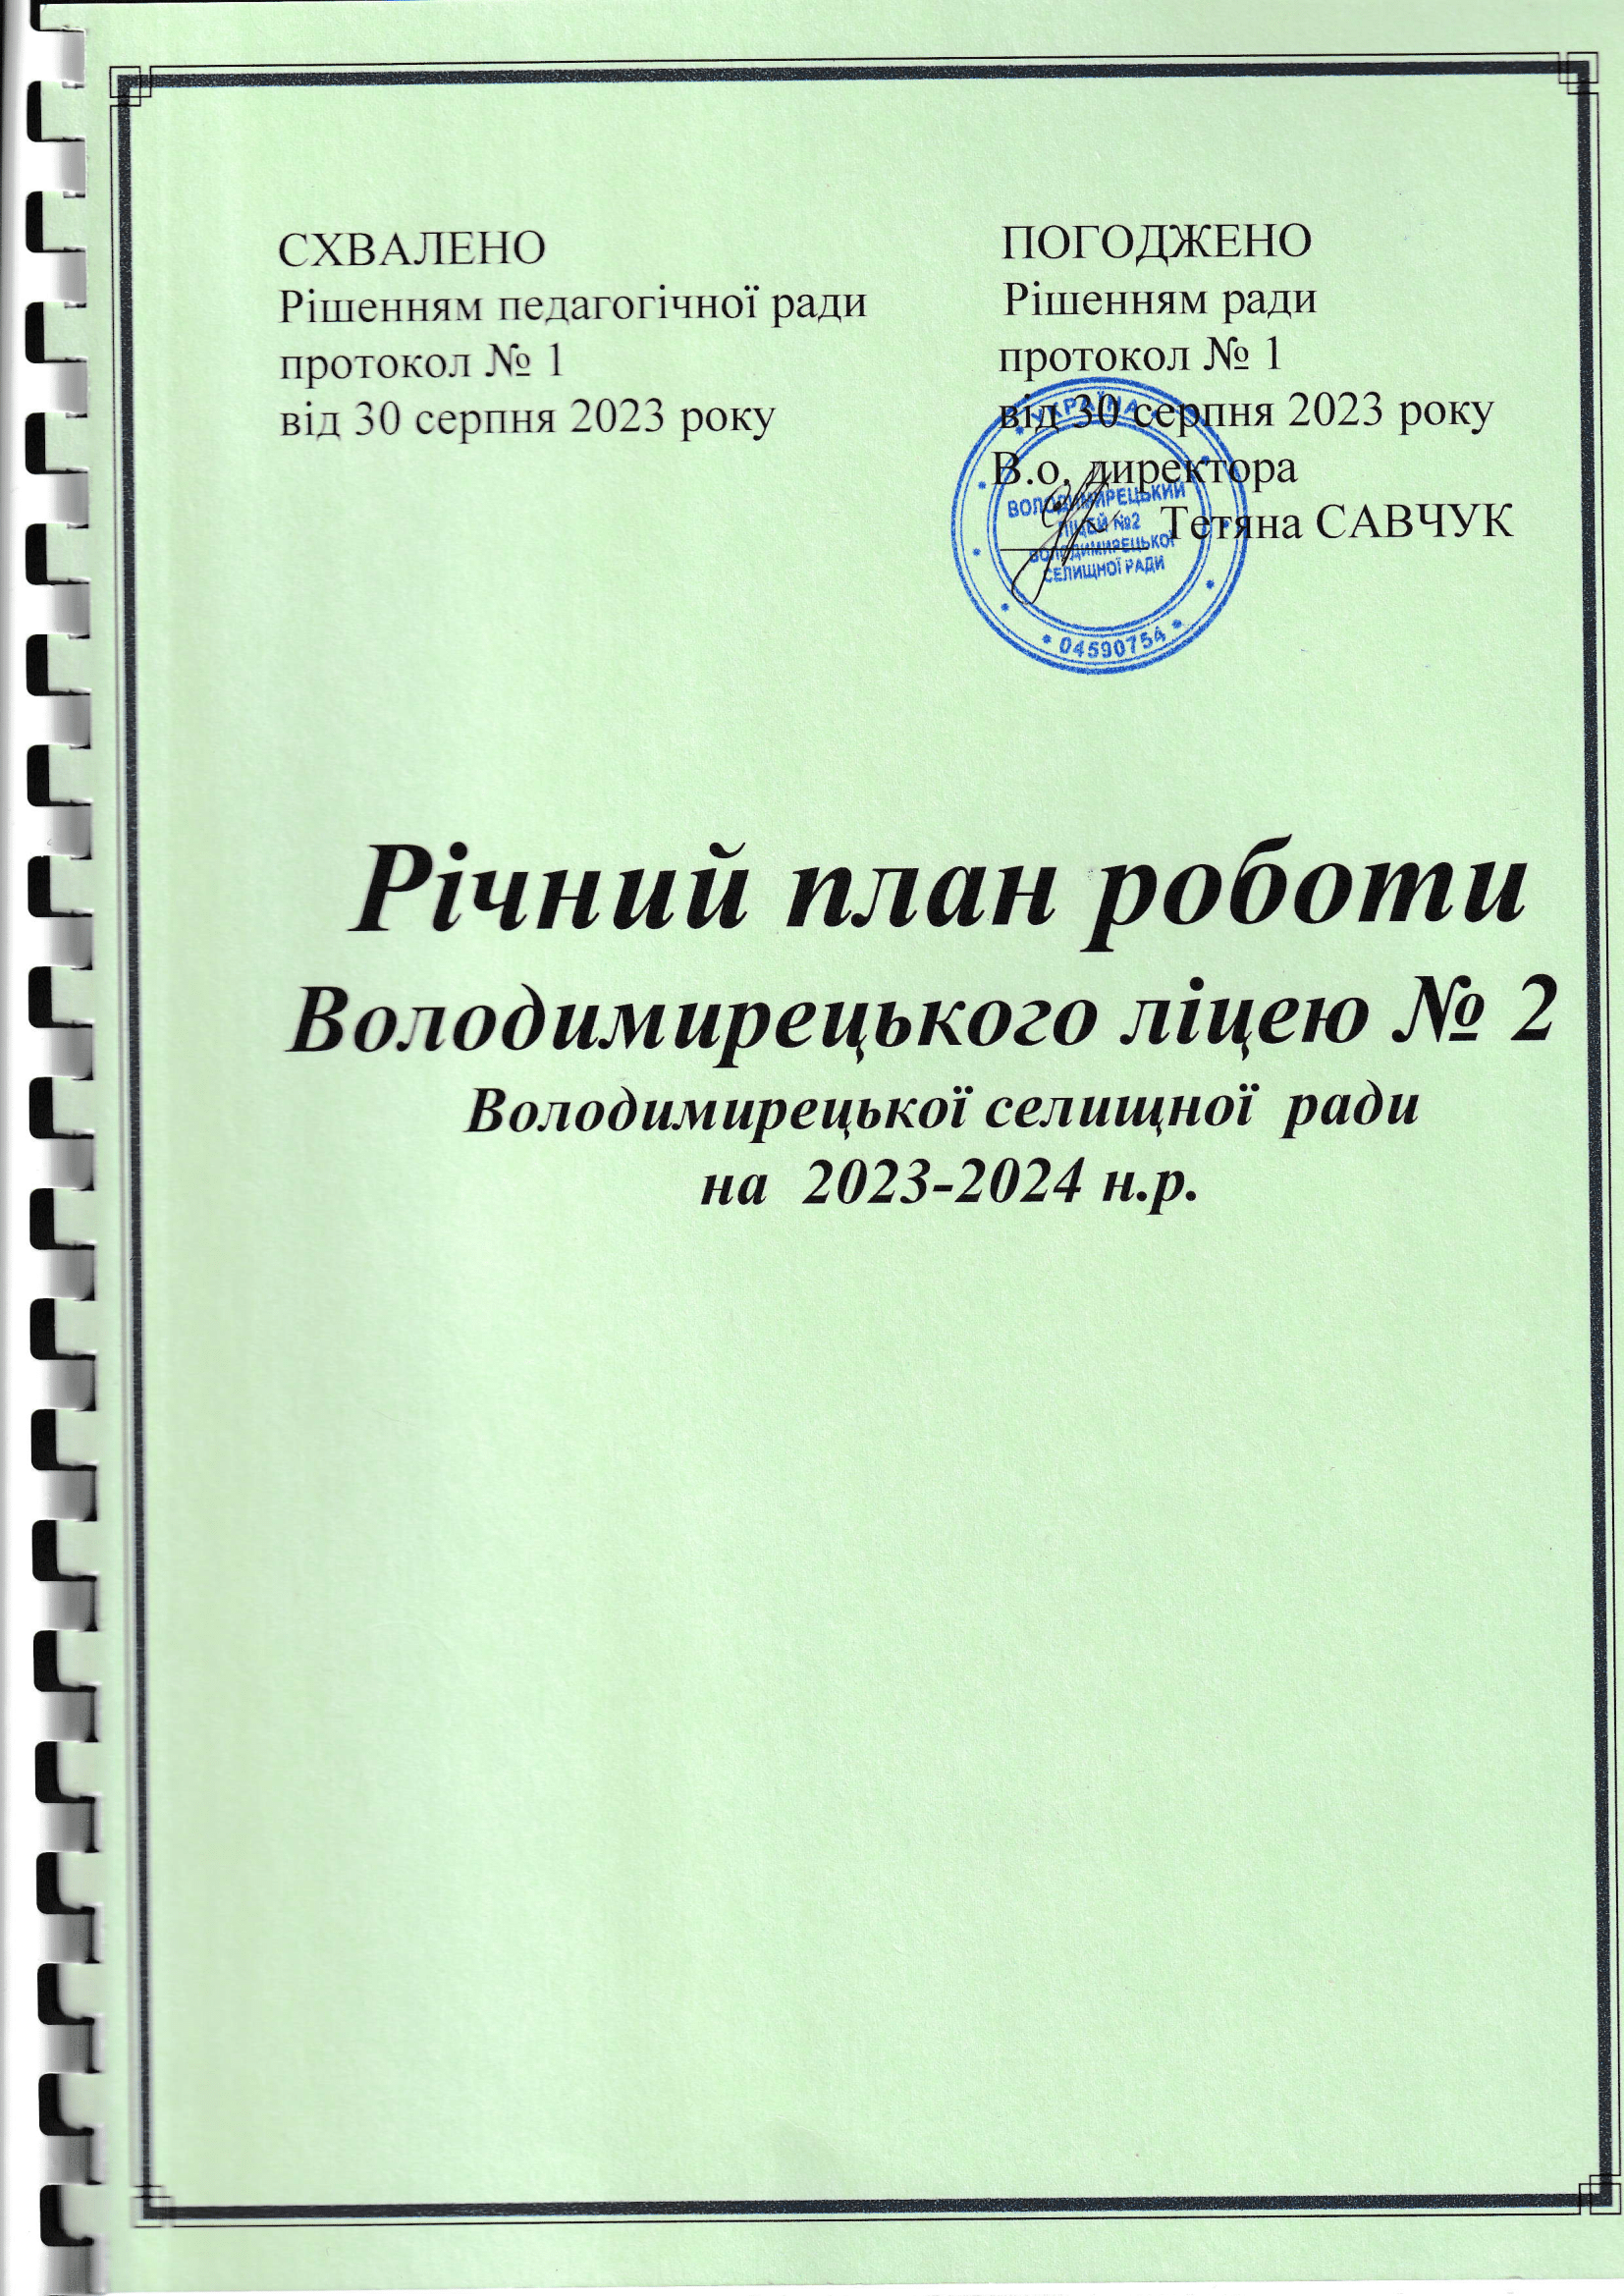 СХВАЛЕНО
Рішенням педагогічної ради
протокол № 1
від 30 серпня 2023 року
ПОГОДЖЕНО
Рішенням ради
протокол № 1
від 30 серпня 2023 року
В.о. директора
Тетяна САВЧУК
УКРАЇНА
ВОЛОДИМИРЕЦЬКИЙ
ЛІЦЕЙ №2
ВОЛОДИМИРЕЦЬКОЇ
СЕЛИЩНОЇ РАДИ
* 04590754 *
Річний план роботи
Володимирецького ліцею № 2
Володимирецької селищної ради
на 2023-2024 н.р.